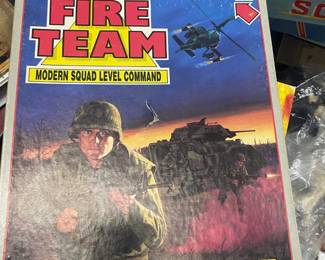 FIRE
TEAM
MODERN SQUAD LEVEL COMMAND